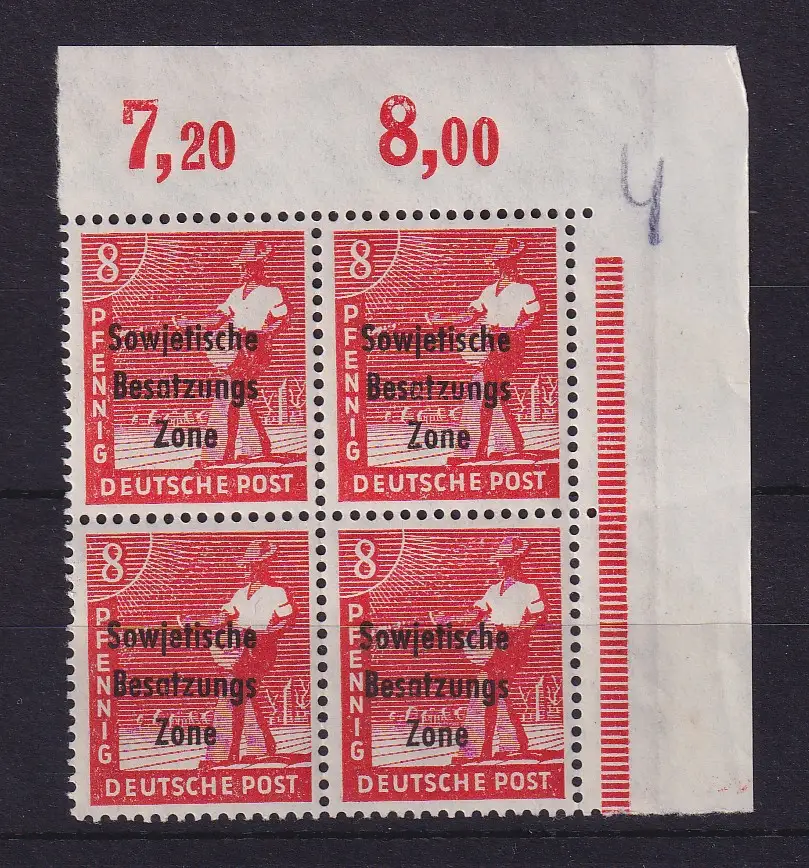 7,20 8,00
4
8
PFENNIG
Sowjetische
Besatzungs
Zone
DEUTSCHE POST
8
PFENNIG
Sowjetische
Besatzungs
Zone
DEUTSCHE POST
8
PFENNIG
Sowjetische
Besatzungs
Zone
DEUTSCHE POST
8
PFENNIG
Sowjetische
Besatzungs
Zone
DEUTSCHE POST